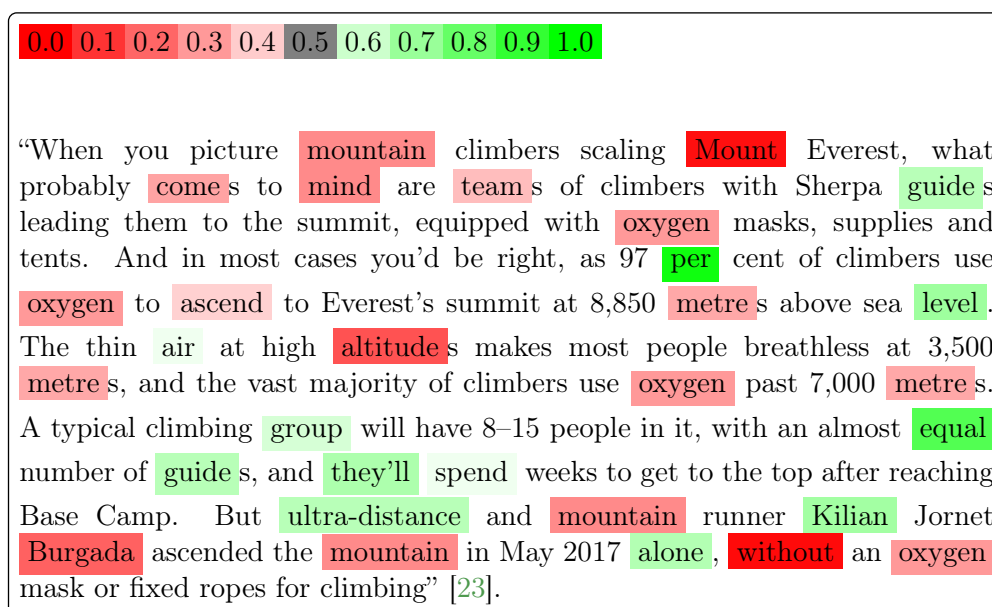 0.0 0.1 0.2 0.3 0.4 0.5 0.6 0.7 0.8 0.9 1.0
“When you picture mountain climbers scaling Mount Everest, what
probably comes to mind are teams of climbers with Sherpa guides
leading them to the summit, equipped with oxygen masks, supplies and
tents. And in most cases you’d be right, as 97 per cent of climbers use
oxygen to ascend to Everest’s summit at 8,850 metres above sea level.
The thin air at high altitudes makes most people breathless at 3,500
metres, and the vast majority of climbers use oxygen past 7,000 metres.
A typical climbing group will have 8–15 people in it, with an almost equal
number of guides, and they’ll spend weeks to get to the top after reaching
Base Camp. But ultra-distance and mountain runner Kilian Jornet
Burgada ascended the mountain in May 2017 alone, without an oxygen
mask or fixed ropes for climbing” [23].